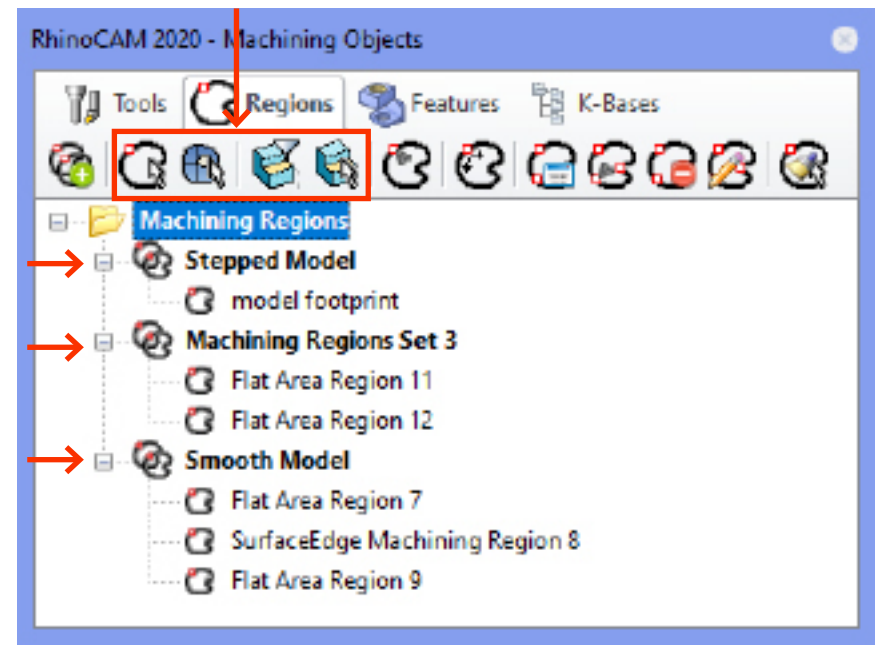 RhinoCAM 2020 - Machining Objects
Tools Regions Features K-Bases
Machining Regions
Stepped Model
model footprint
Machining Regions Set 3
Flat Area Region 11
Flat Area Region 12
Smooth Model
Flat Area Region 7
SurfaceEdge Machining Region 8
Flat Area Region 9